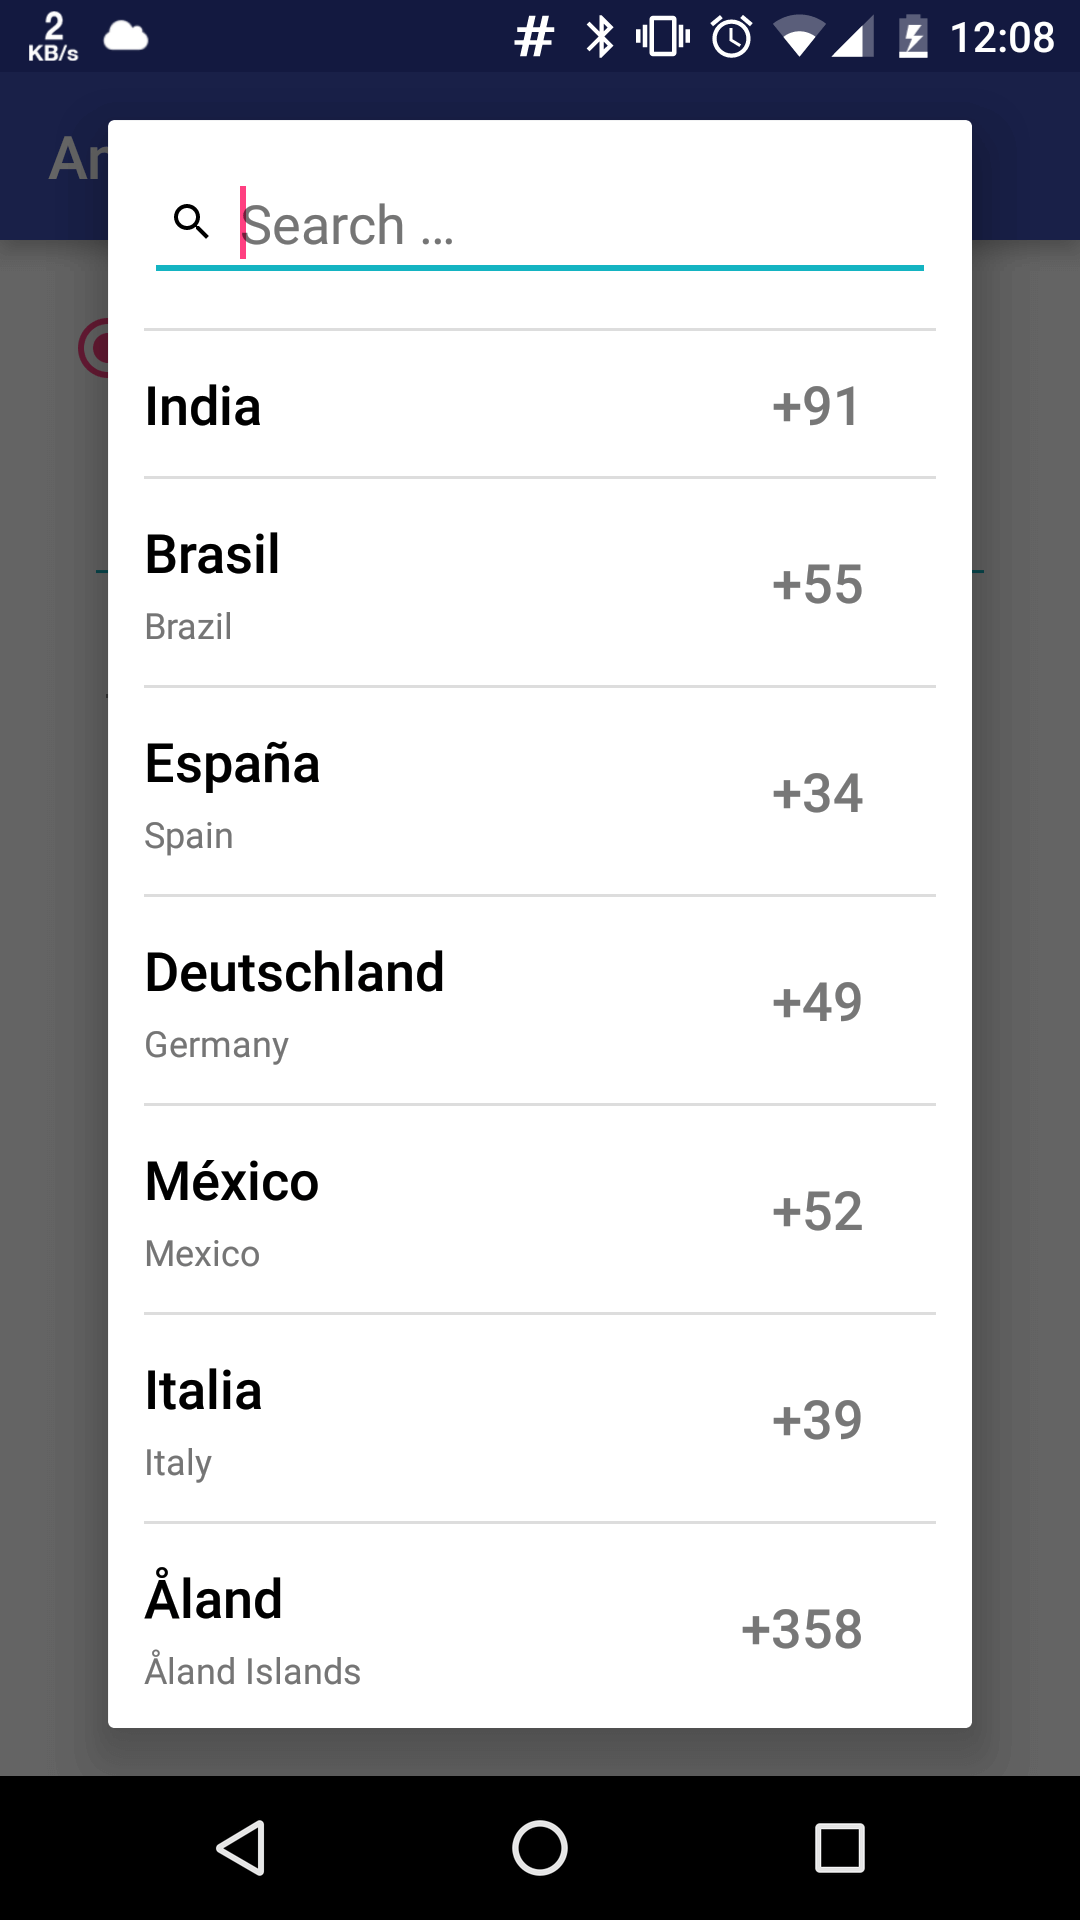 2
KB/s
12:08
An
Search ...
India +91
Brasil +55
Brazil
España +34
Spain
Deutschland +49
Germany
México +52
Mexico
Italia +39
Italy
Åland +358
Åland Islands